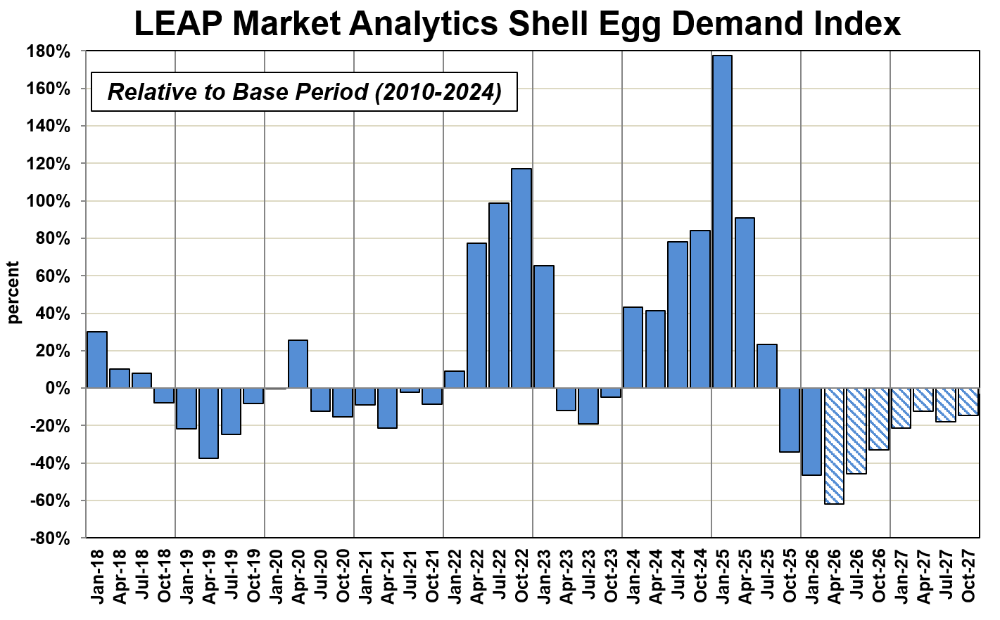 LEAP Market Analytics Shell Egg Demand Index
Relative to Base Period (2010-2024)
percent
180%
160%
140%
120%
100%
80%
60%
40%
20%
0%
-20%
-40%
-60%
-80%
Jan-18
Apr-18
Jul-18
Oct-18
Jan-19
Apr-19
Jul-19
Oct-19
Jan-20
Apr-20
Jul-20
Oct-20
Jan-21
Apr-21
Jul-21
Oct-21
Jan-22
Apr-22
Jul-22
Oct-22
Jan-23
Apr-23
Jul-23
Oct-23
Jan-24
Apr-24
Jul-24
Oct-24
Jan-25
Apr-25
Jul-25
Oct-25
Jan-26
Apr-26
Jul-26
Oct-26
Jan-27
Apr-27
Jul-27
Oct-27